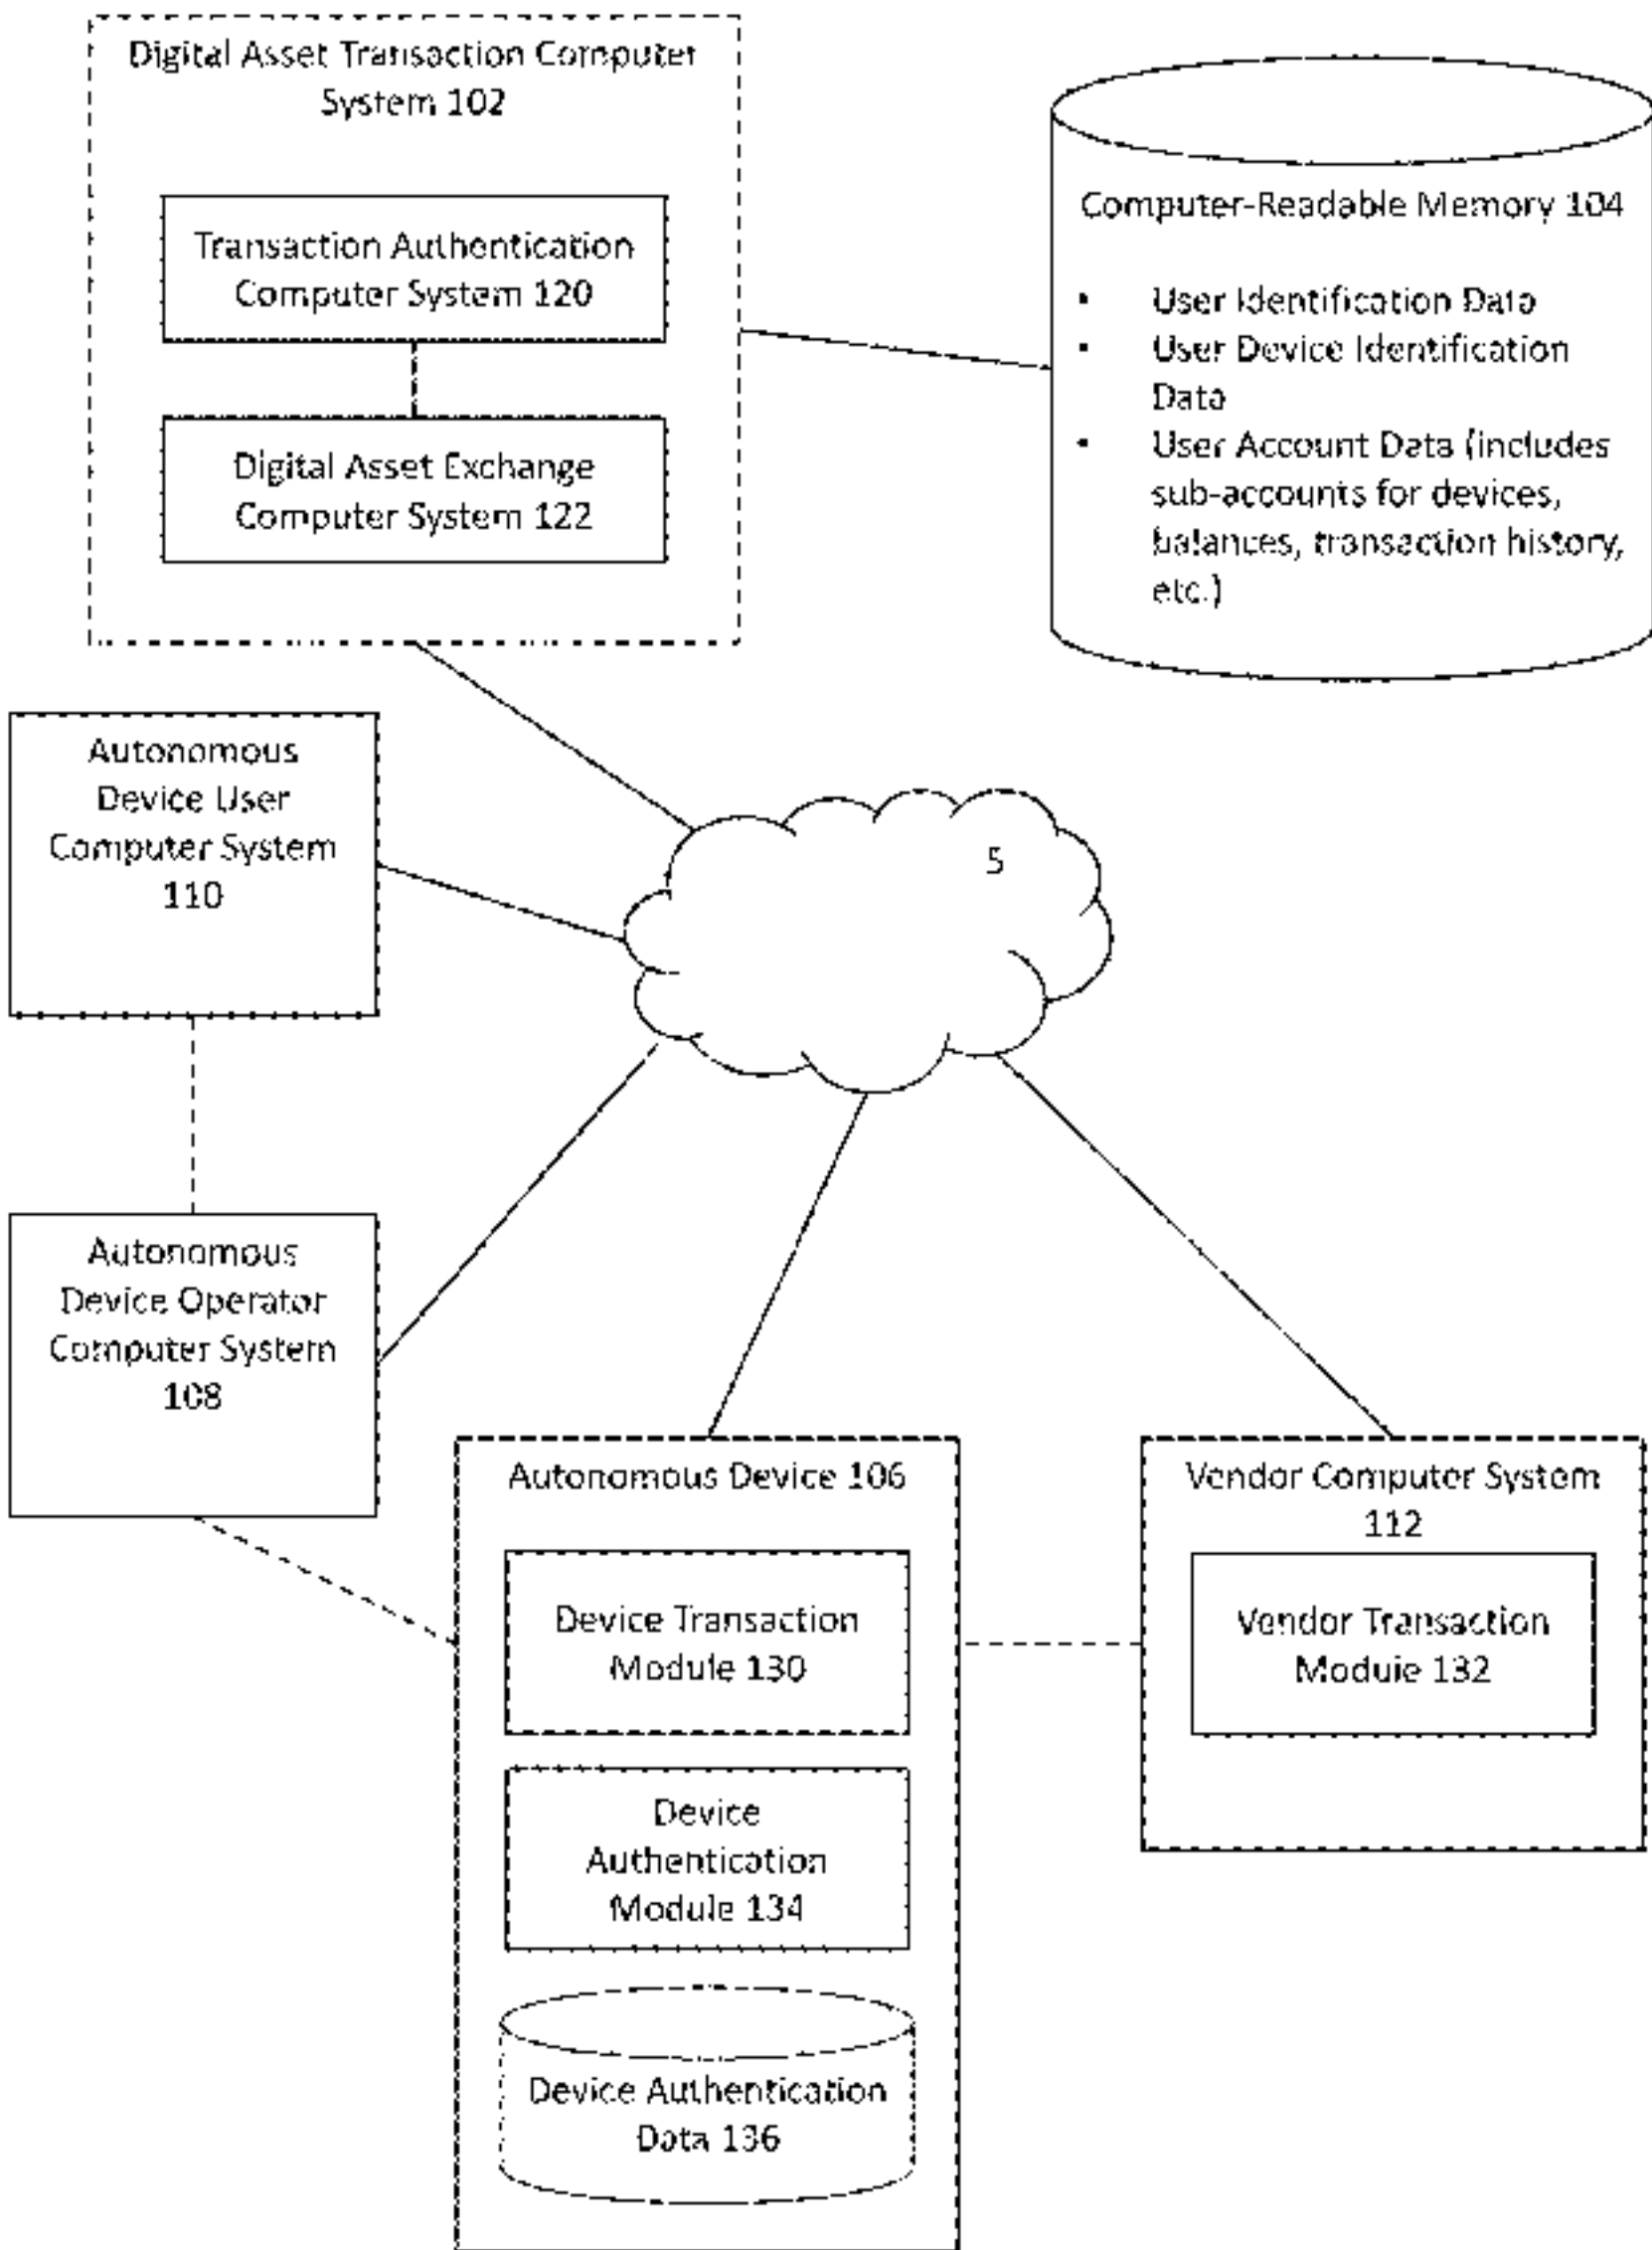 Digital Asset Transaction Computer
System 102
Transaction Authentication
Computer System 120
Digital Asset Exchange
Computer System 122
Computer-Readable Memory 104
• User Identification Data
• User Device Identification
Data
• User Account Data (includes
sub-accounts for devices,
balances, transaction history,
etc.)
Autonomous
Device User
Computer System
110
5
Autonomous
Device Operator
Computer System
108
Autonomous Device 106
Device Transaction
Module 130
Device
Authentication
Module 134
Device Authentication
Data 136
Vendor Computer System
112
Vendor Transaction
Module 132